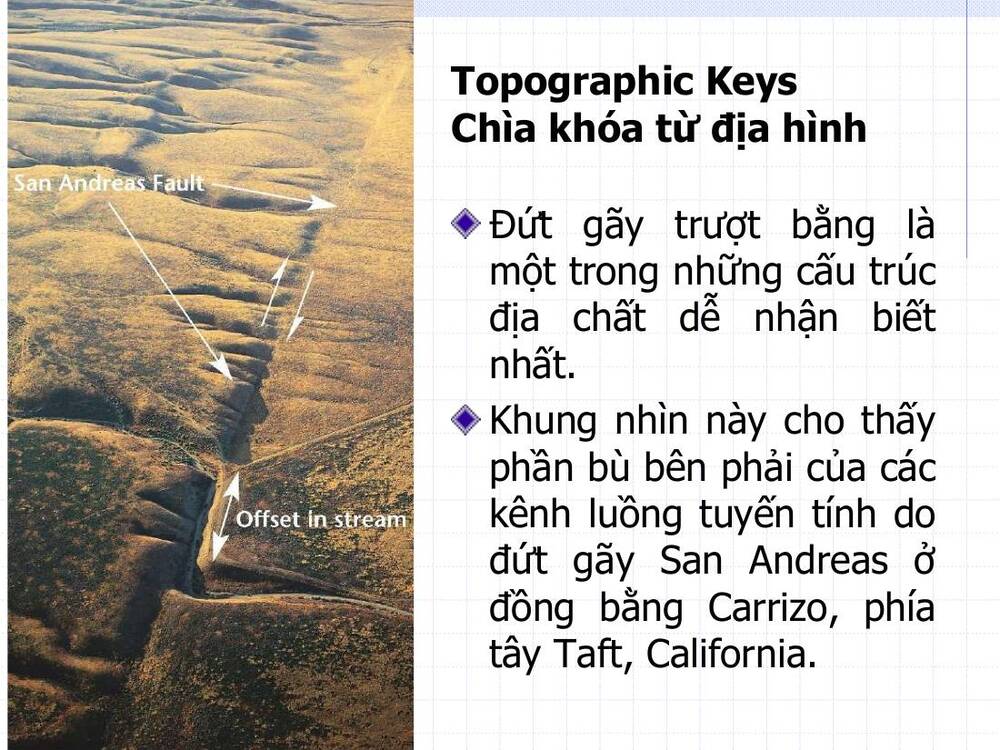 Topographic Keys
Chìa khóa từ địa hình
San Andreas Fault
Offset in stream
Đứt gãy trượt bằng là
một trong những cấu trúc
địa chất dễ nhận biết
nhất.
Khung nhìn này cho thấy
phần bù bên phải của các
kênh luồng tuyến tính do
đứt gãy San Andreas ở
đồng bằng Carrizo, phía
tây Taft, California.